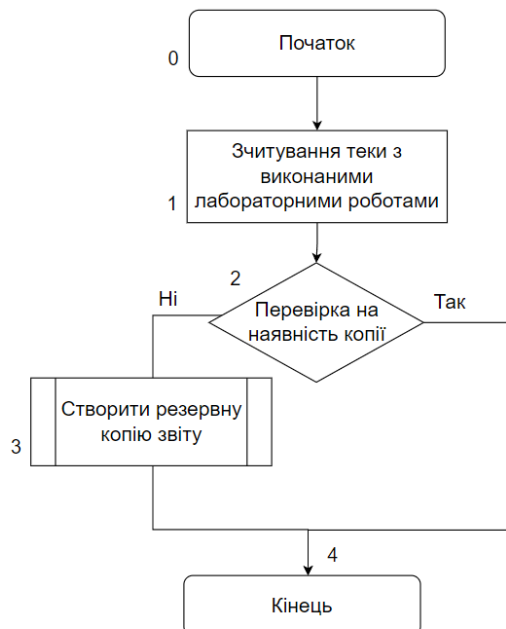 Початок
0
Зчитування теки з
виконаними
лабораторними роботами
1
2
Ні
Перевірка на
наявність копії
Так
Створити резервну
копію звіту
3
4
Кінець